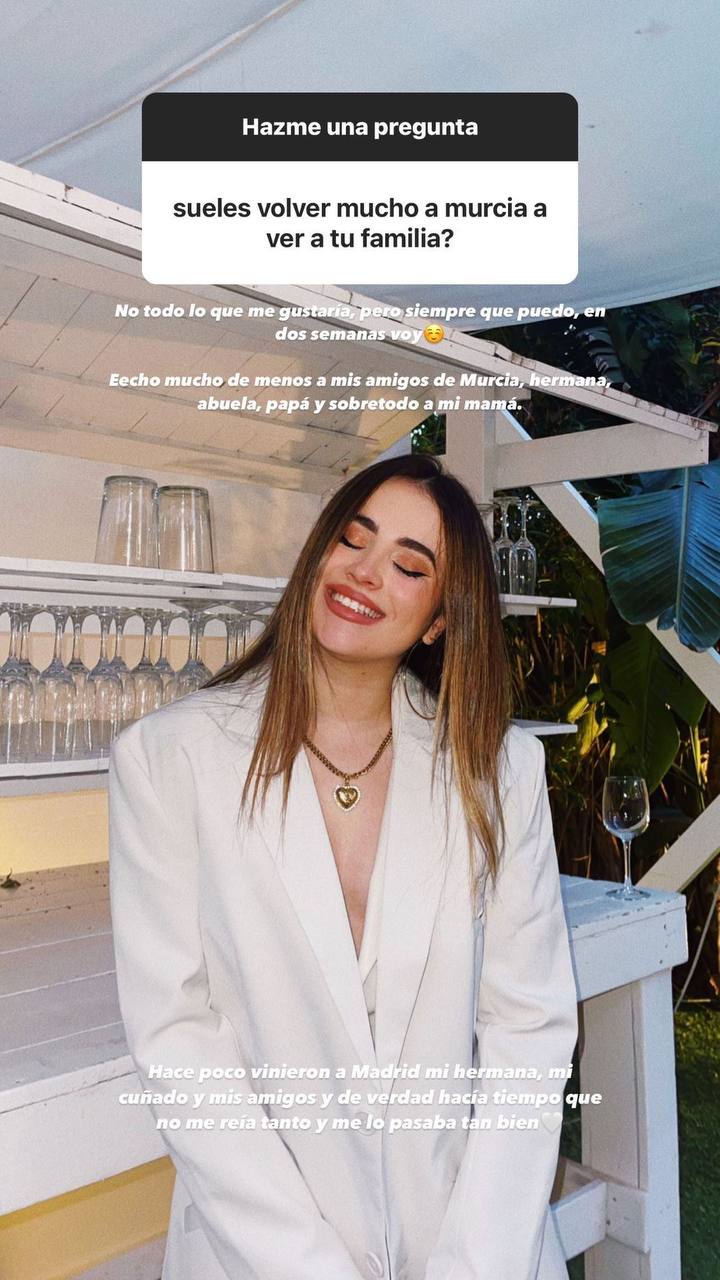 Hazme una pregunta
sueles volver mucho a murcia a
ver a tu familia?
No todo lo que me gustaría, pero siempre que puedo, en
dos semanas voy☺️
Eecho mucho de menos a mis amigos de Murcia, hermana,
abuela, papá y sobretodo a mi mamá.
Hace poco vinieron a Madrid mi hermana, mi
cuñado y mis amigos y de verdad hacía tiempo que
no me reía tanto y me lo pasaba tan bien🤍